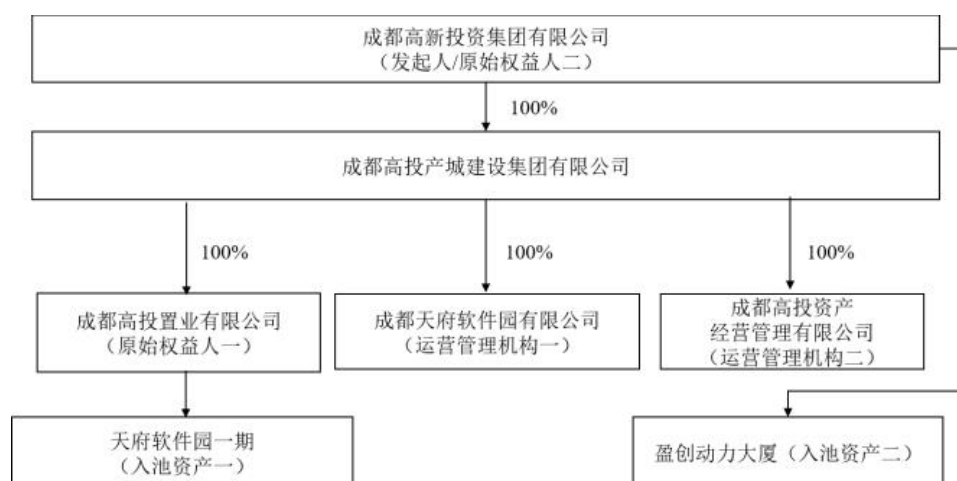 成都高新投资集团有限公司
（发起人/原始权益人二）
100%
成都高投产城建设集团有限公司
100%
100%
100%
成都高投置业有限公司
（原始权益人一）
成都天府软件园有限公司
（运营管理机构一）
成都高投资产
经营管理有限公司
（运营管理机构二）
天府软件园一期
（入池资产一）
盈创动力大厦（入池资产二）